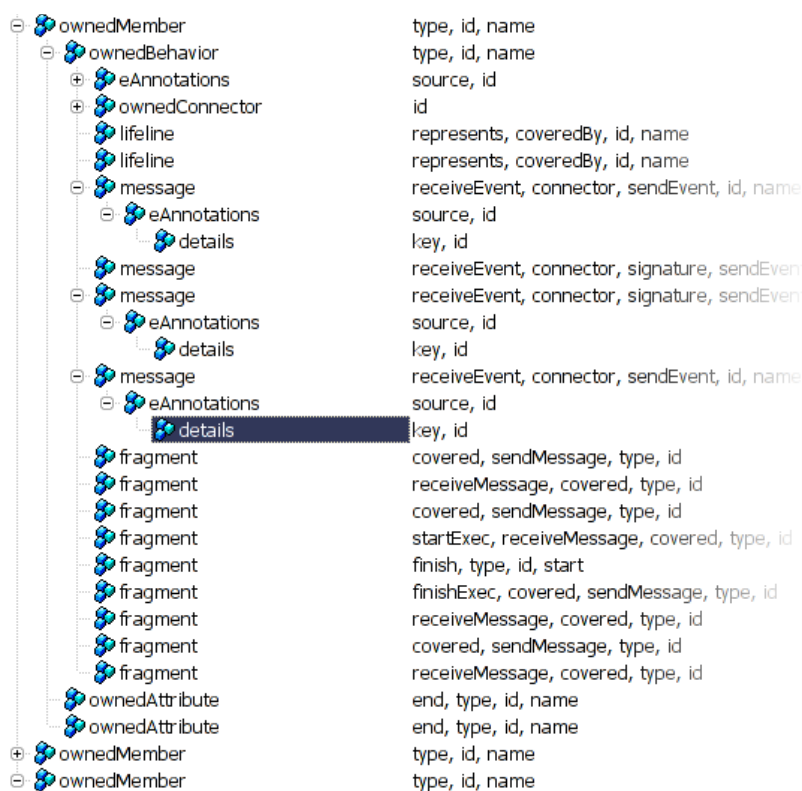 ownedMember type, id, name
ownedBehavior type, id, name
eAnnotations source, id
ownedConnector id
lifeline represents, coveredBy, id, name
lifeline represents, coveredBy, id, name
message receiveEvent, connector, sendEvent, id, name
eAnnotations source, id
details key, id
message receiveEvent, connector, signature, sendEven
message receiveEvent, connector, signature, sendEven
eAnnotations source, id
details key, id
message receiveEvent, connector, sendEvent, id, name
eAnnotations source, id
details key, id
fragment covered, sendMessage, type, id
fragment receiveMessage, covered, type, id
fragment covered, sendMessage, type, id
fragment startExec, receiveMessage, covered, type, id
fragment finish, type, id, start
fragment finishExec, covered, sendMessage, type, id
fragment receiveMessage, covered, type, id
fragment covered, sendMessage, type, id
fragment receiveMessage, covered, type, id
ownedAttribute end, type, id, name
ownedAttribute end, type, id, name
ownedMember type, id, name
ownedMember type, id, name